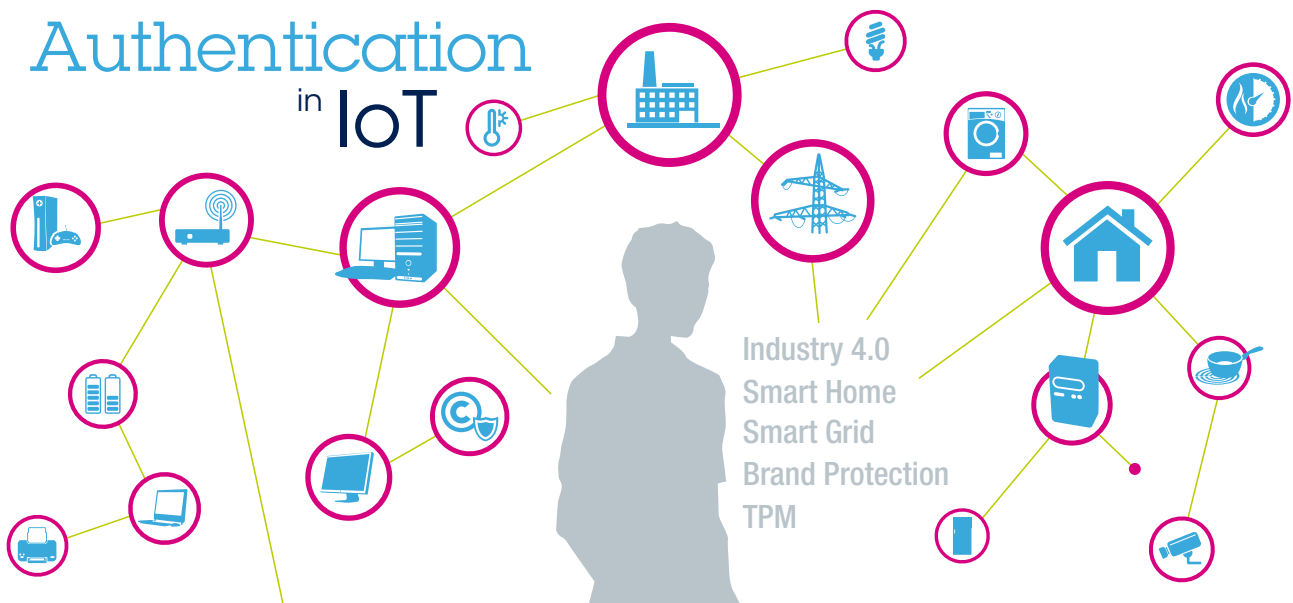 Authentication
in IoT
Industry 4.0
Smart Home
Smart Grid
Brand Protection
TPM